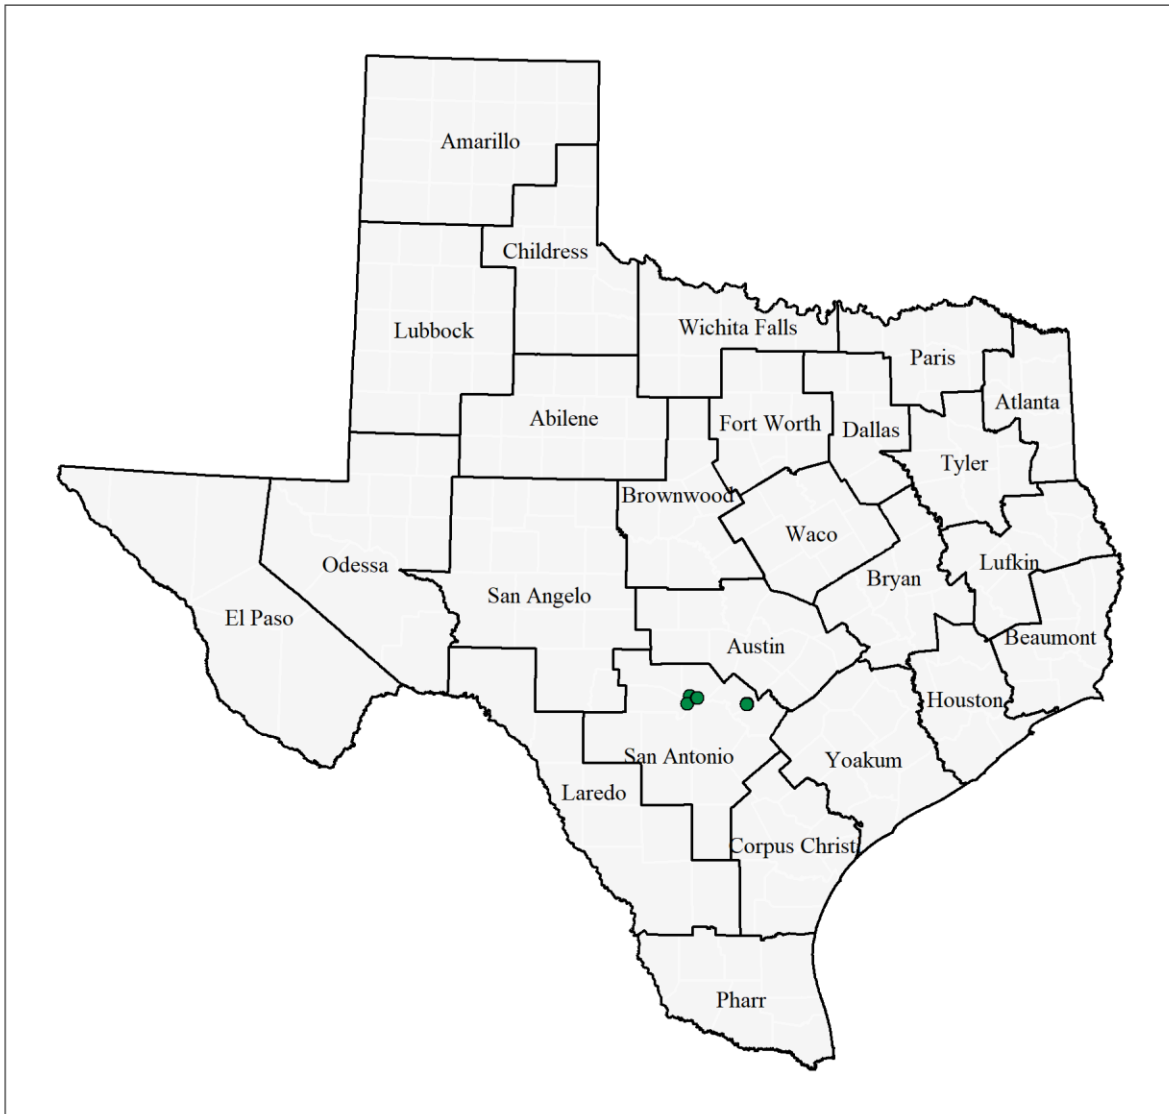 Amarillo
Childress
Lubbock
Wichita Falls
Paris
Atlanta
Abilene
Fort Worth
Dallas
Tyler
Brownwood
Waco
Odessa
Lufkin
Bryan
San Angelo
El Paso
Beaumont
Austin
Houston
San Antonio
Yoakum
Laredo
Corpus Christ
Pharr